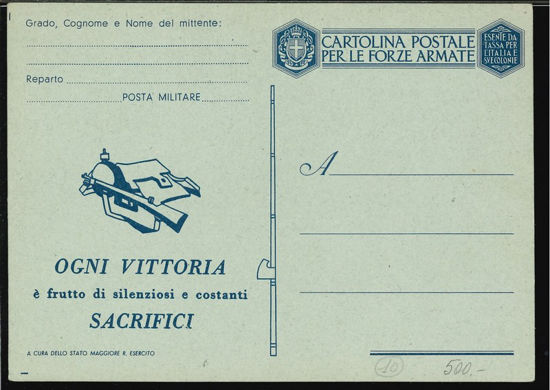 Grado, Cognome e Nome del mittente:
Reparto
POSTA MILITARE
OGNI VITTORIA
è frutto di silenziosi e costanti
SACRIFICI
A CURA DELLO STATO MAGGIORE R. ESERCITO
CARTOLINA POSTALE
PER LE FORZE ARMATE
ESENTE DA
TASSA PER
L'ITALIA E
SVE COLONIE
A
10
500.-